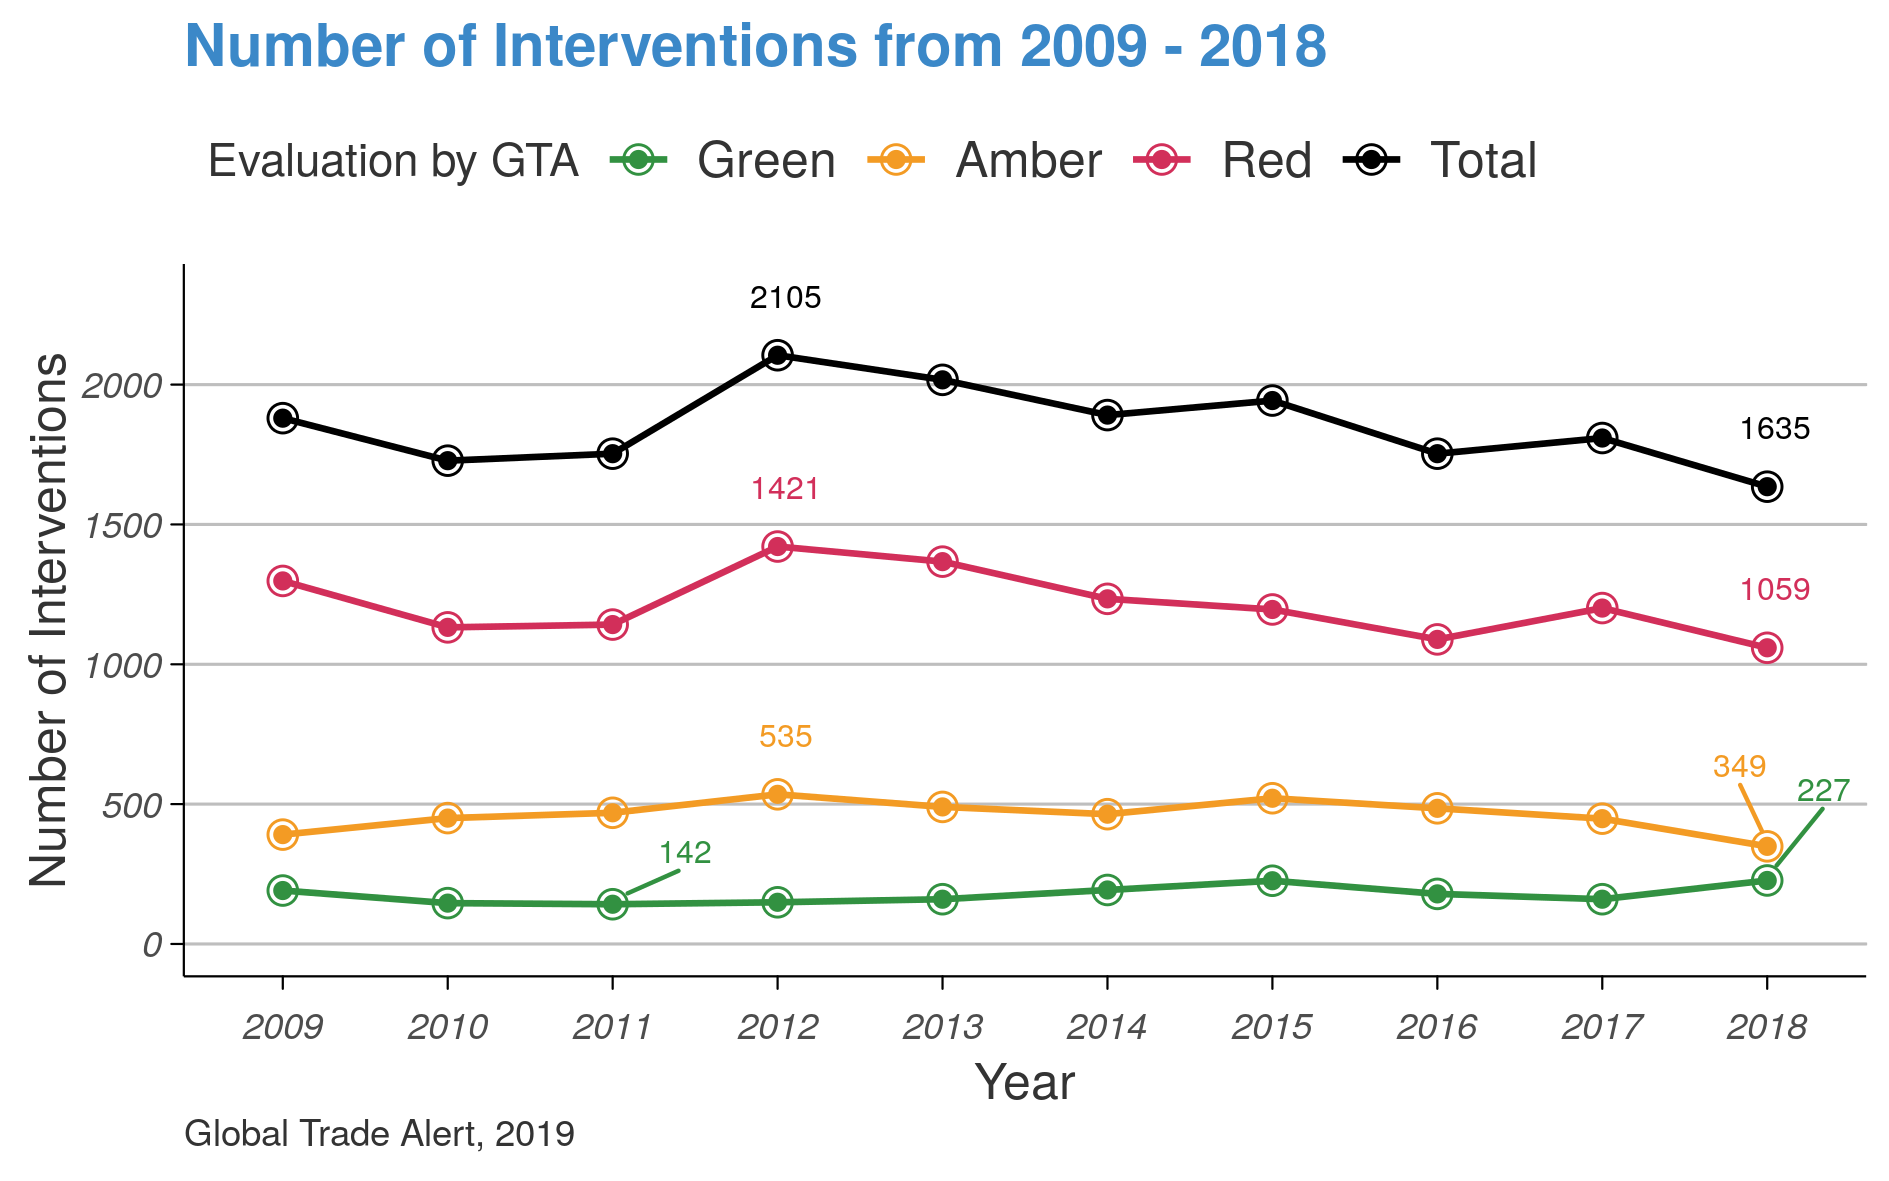 Number of Interventions from 2009 - 2018
Evaluation by GTA Green Amber Red Total
Number of Interventions
2000
1500
1000
500
0
2105
1635
1421
1059
535
349
227
142
2009 2010 2011 2012 2013 2014 2015 2016 2017 2018
Year
Global Trade Alert, 2019